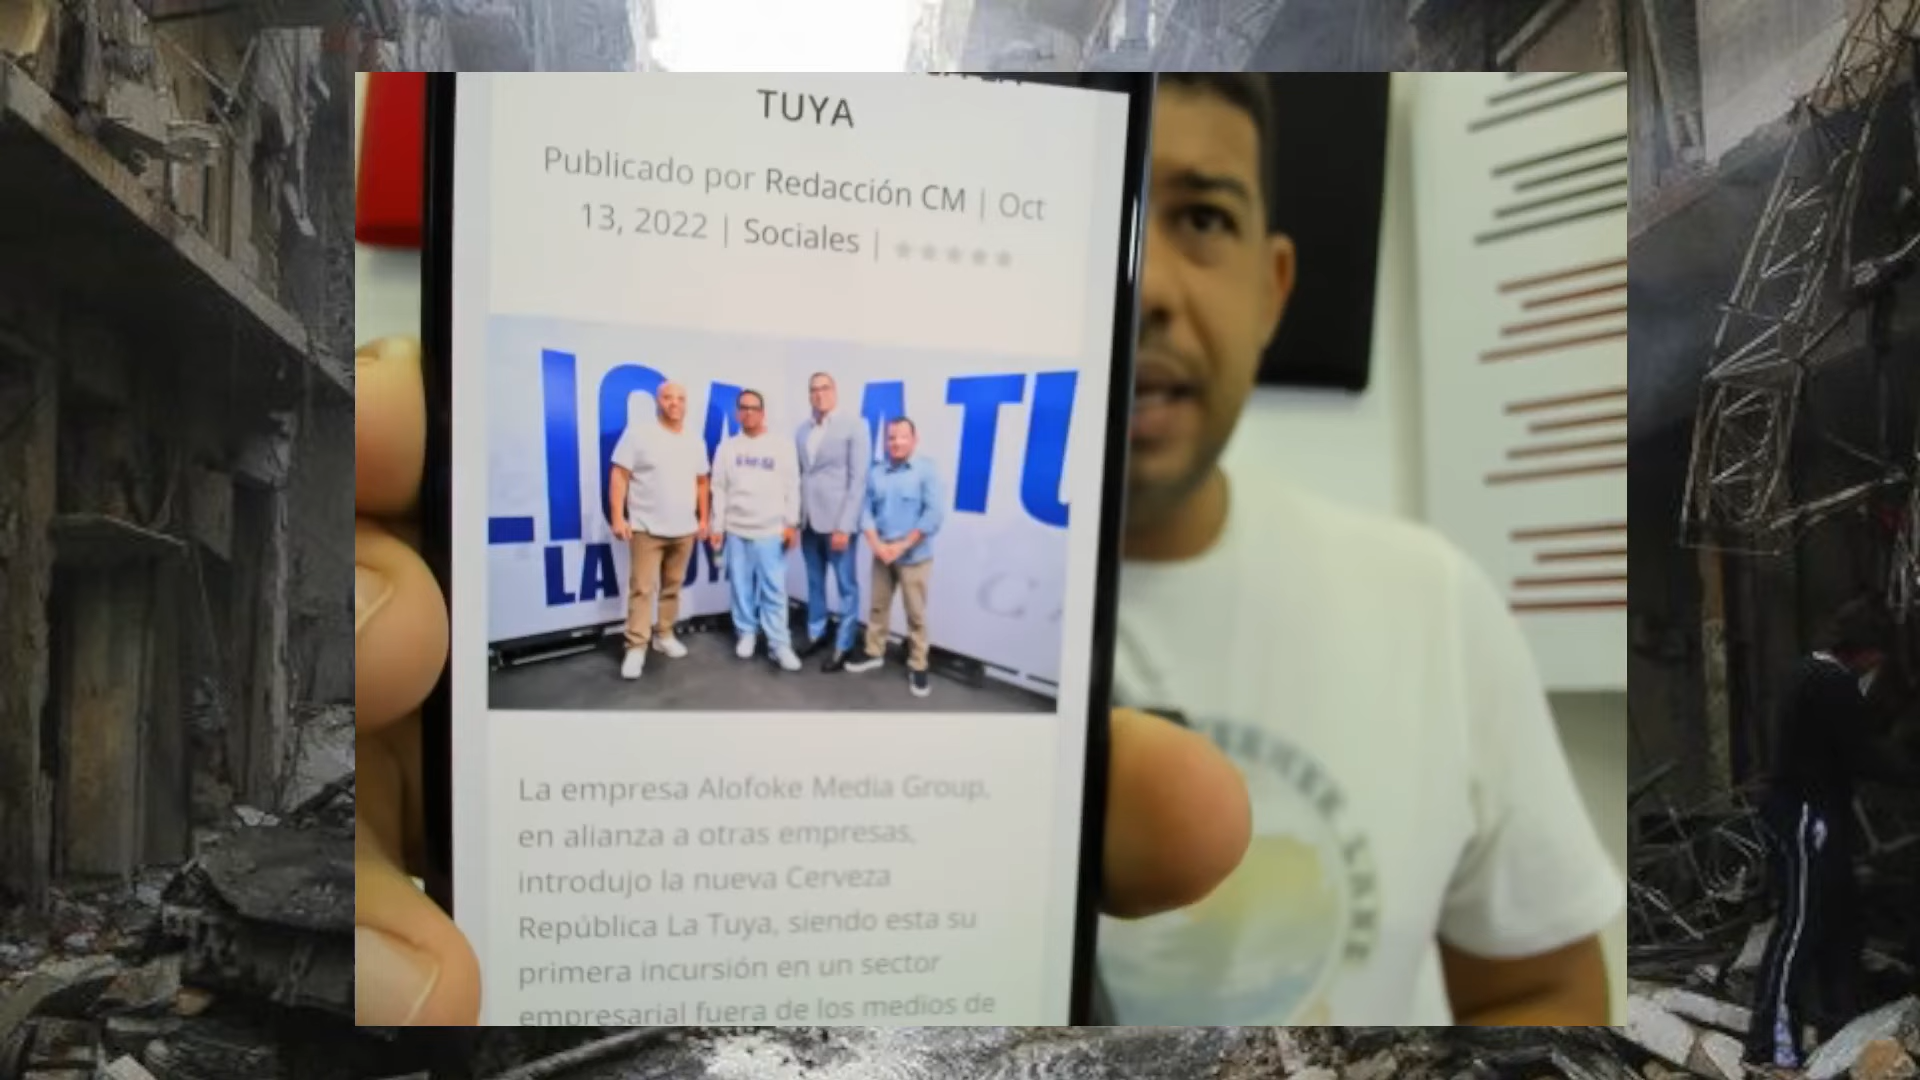 TUYA
Publicado por Redacción CM | Oct
13, 2022 | Sociales |
LA
La empresa Alofoke Media Group,
en alianza a otras empresas,
introdujo la nueva Cerveza
República La Tuya, siendo esta su
primera incursión en un sector
empresarial fuera de los medios de